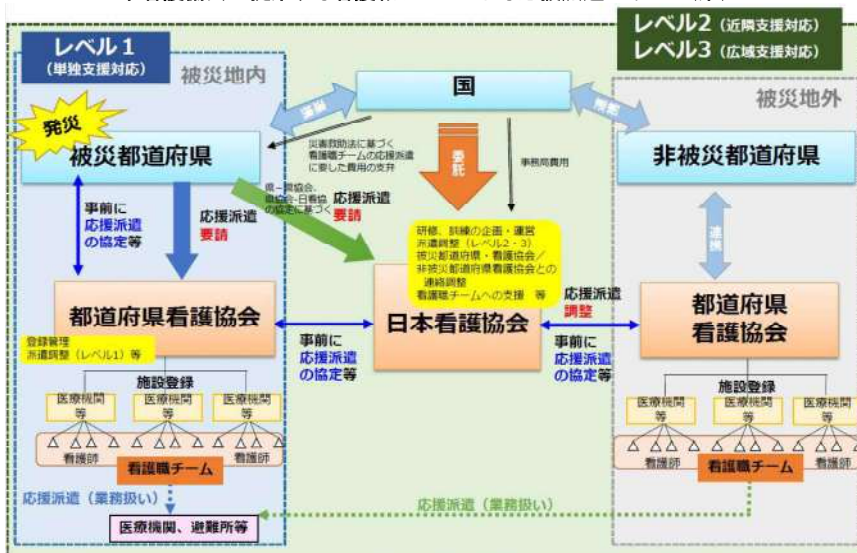 レベル1
(単独支援対応)
被災地内
発災
被災都道府県
国
レベル2 (近隣支援対応)
レベル3 (広域支援対応)
被災地外
非被災都道府県
災害救助法に基づく
看護職チームの応援派遣
に要した費用の支弁
委託
事務局費用
県－県協会、
県協会-日看協
の協定に基づく
応援派遣
要請
事前に
応援派遣
の協定等
応援派遣
要請
研修、訓練の企画・運営
派遣調整（レベル2・3）
被災都道府県・看護協会／
非被災都道府県看護協会との
連絡調整
看護職チームへの支援 等
連携
都道府県看護協会
登録管理
派遣調整（レベル1）等
事前に
応援派遣
の協定等
日本看護協会
応援派遣
調整
事前に
応援派遣
の協定等
都道府県
看護協会
施設登録
医療機関
等
医療機関
等
医療機関
等
看護師
看護師
看護職チーム
応援派遣（業務扱い）
医療機関、避難所等
施設登録
医療機関
等
医療機関
等
医療機関
等
看護師
看護師
看護職チーム
応援派遣（業務扱い）